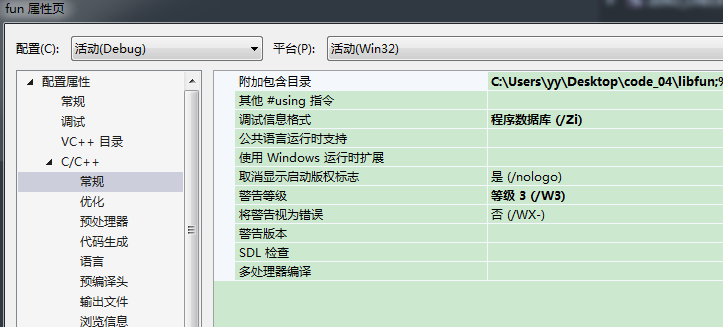 fun 属性页
配置(C): 活动(Debug) 平台(P): 活动(Win32)
配置属性
常规
调试
VC++ 目录
C/C++
常规
优化
预处理器
代码生成
语言
预编译头
输出文件
浏览信息
附加包含目录 C:\Users\yy\Desktop\code_04\libfun;%
其他 #using 指令
调试信息格式 程序数据库 (/Zi)
公共语言运行时支持
使用 Windows 运行时扩展
取消显示启动版权标志 是 (/nologo)
警告等级 等级 3 (/W3)
将警告视为错误 否 (/WX-)
警告版本
SDL 检查
多处理器编译